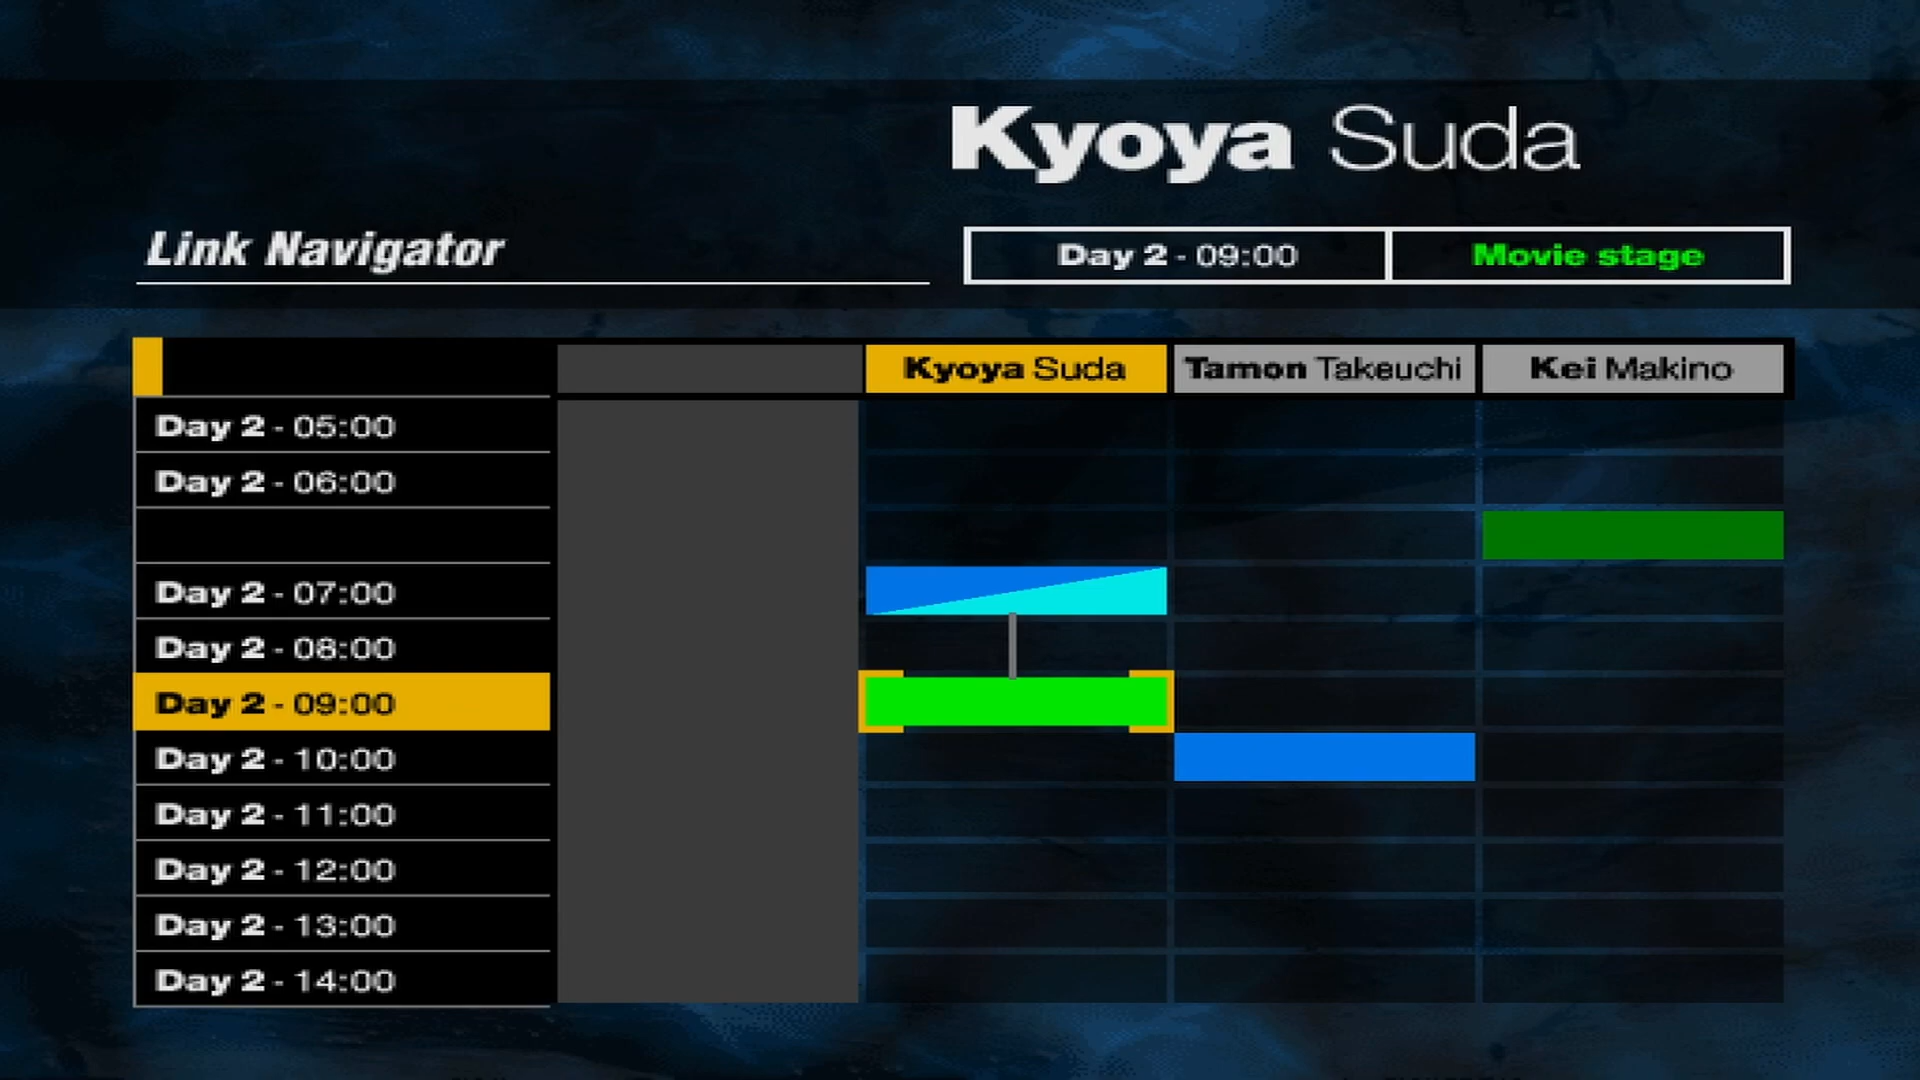 Kyoya Suda
Link Navigator
Day 2 - 09:00
Movie stage
Kyoya Suda
Tamon Takeuchi
Kei Makino
Day 2 - 05:00
Day 2 - 06:00
Day 2 - 07:00
Day 2 - 08:00
Day 2 - 09:00
Day 2 - 10:00
Day 2 - 11:00
Day 2 - 12:00
Day 2 - 13:00
Day 2 - 14:00